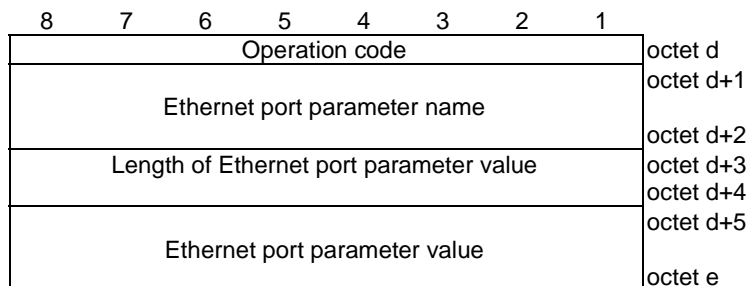 8 7 6 5 4 3 2 1
Operation code octet d
octet d+1
Ethernet port parameter name
octet d+2
Length of Ethernet port parameter value octet d+3
octet d+4
octet d+5
Ethernet port parameter value
octet e